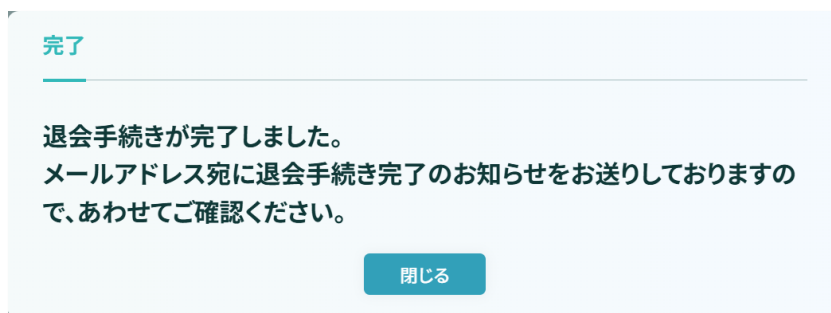 完了
退会手続きが完了しました。
メールアドレス宛に退会手続き完了のお知らせをお送りしておりますの
で、あわせてご確認ください。
閉じる